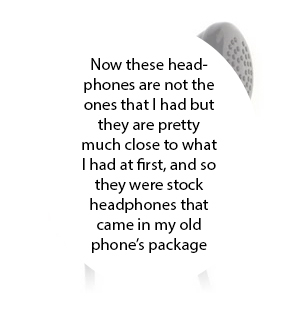 Now these head-
phones are not the
ones that I had but
they are pretty
much close to what
I had at first, and so
they were stock
headphones that
came in my old
phone's package